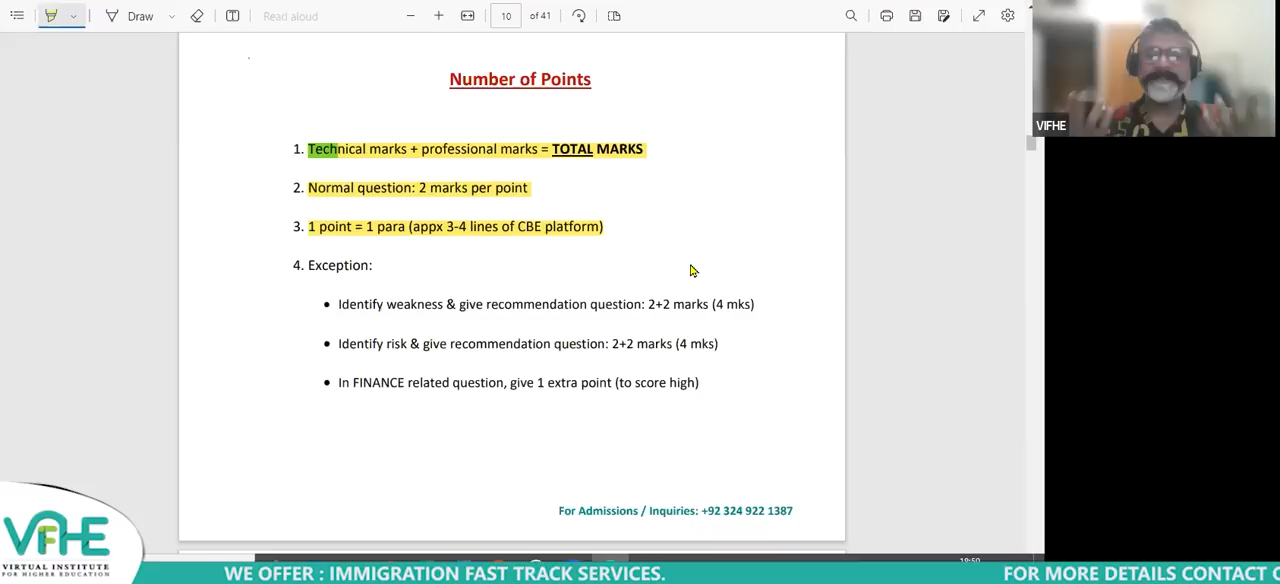 Draw
Read aloud
10
of 41
Number of Points
1. Technical marks + professional marks = TOTAL MARKS
2. Normal question: 2 marks per point
3. 1 point = 1 para (appx 3-4 lines of CBE platform)
4. Exception:
• Identify weakness & give recommendation question: 2+2 marks (4 mks)
• Identify risk & give recommendation question: 2+2 marks (4 mks)
• In FINANCE related question, give 1 extra point (to score high)
For Admissions / Inquiries: +92 324 922 1387
VIFHE
VIFHE
VIRTUAL INSTITUTE
FOR HIGHER EDUCATION
WE OFFER : IMMIGRATION FAST TRACK SERVICES.
FOR MORE DETAILS CONTACT